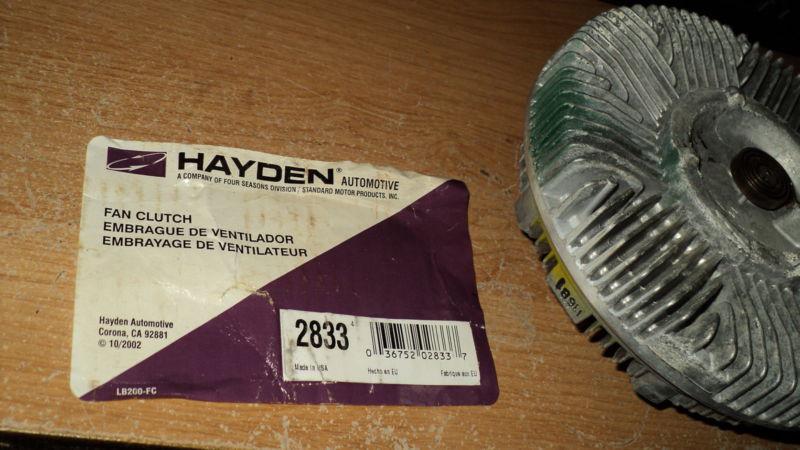 HAYDEN® AUTOMOTIVE
A COMPANY OF FOUR SEASONS DIVISION / STANDARD MOTOR PRODUCTS, INC.
FAN CLUTCH
EMBRAGUE DE VENTILADOR
EMBRAYAGE DE VENTILATEUR
Hayden Automotive
Corona, CA 92881
© 10/2002
LB200-FC
2833 4
0 36752 02833 7
Made in USA Hecho en EU Fabrique aux EU